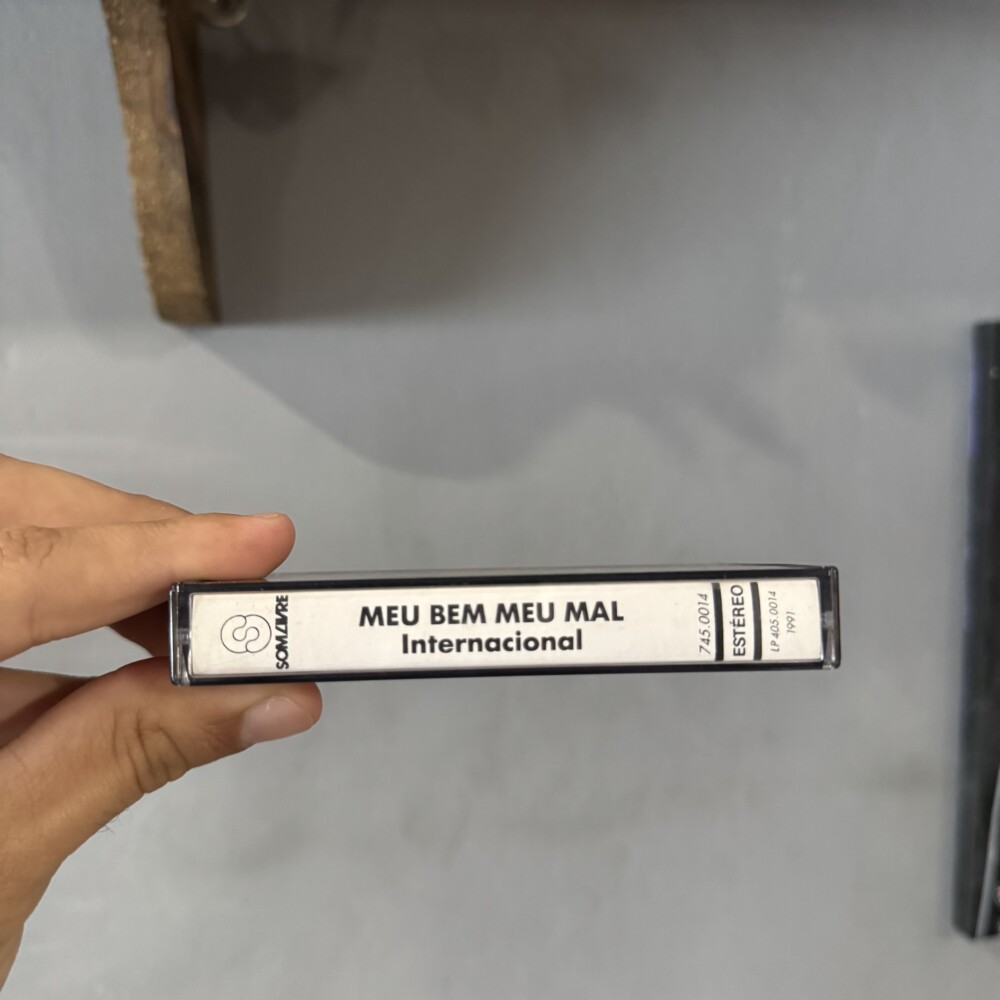 SOM LIVRE
MEU BEM MEU MAL
Internacional
745.0014
ESTÉREO
LP 405.0014
1991